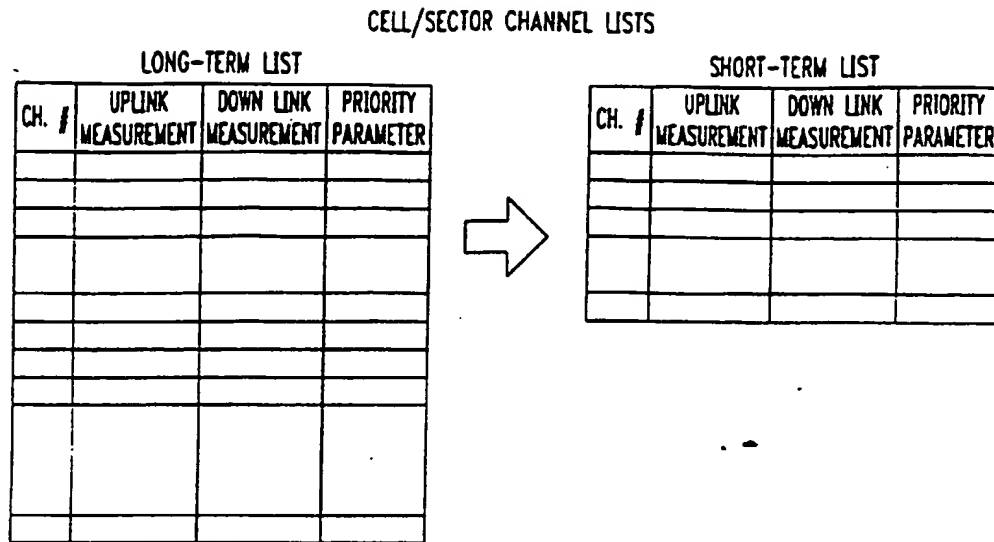 CELL/SECTOR CHANNEL LISTS
LONG-TERM LIST
CH. # UPLINK MEASUREMENT DOWN LINK MEASUREMENT PRIORITY PARAMETER
SHORT-TERM LIST
CH. # UPLINK MEASUREMENT DOWN LINK MEASUREMENT PRIORITY PARAMETER